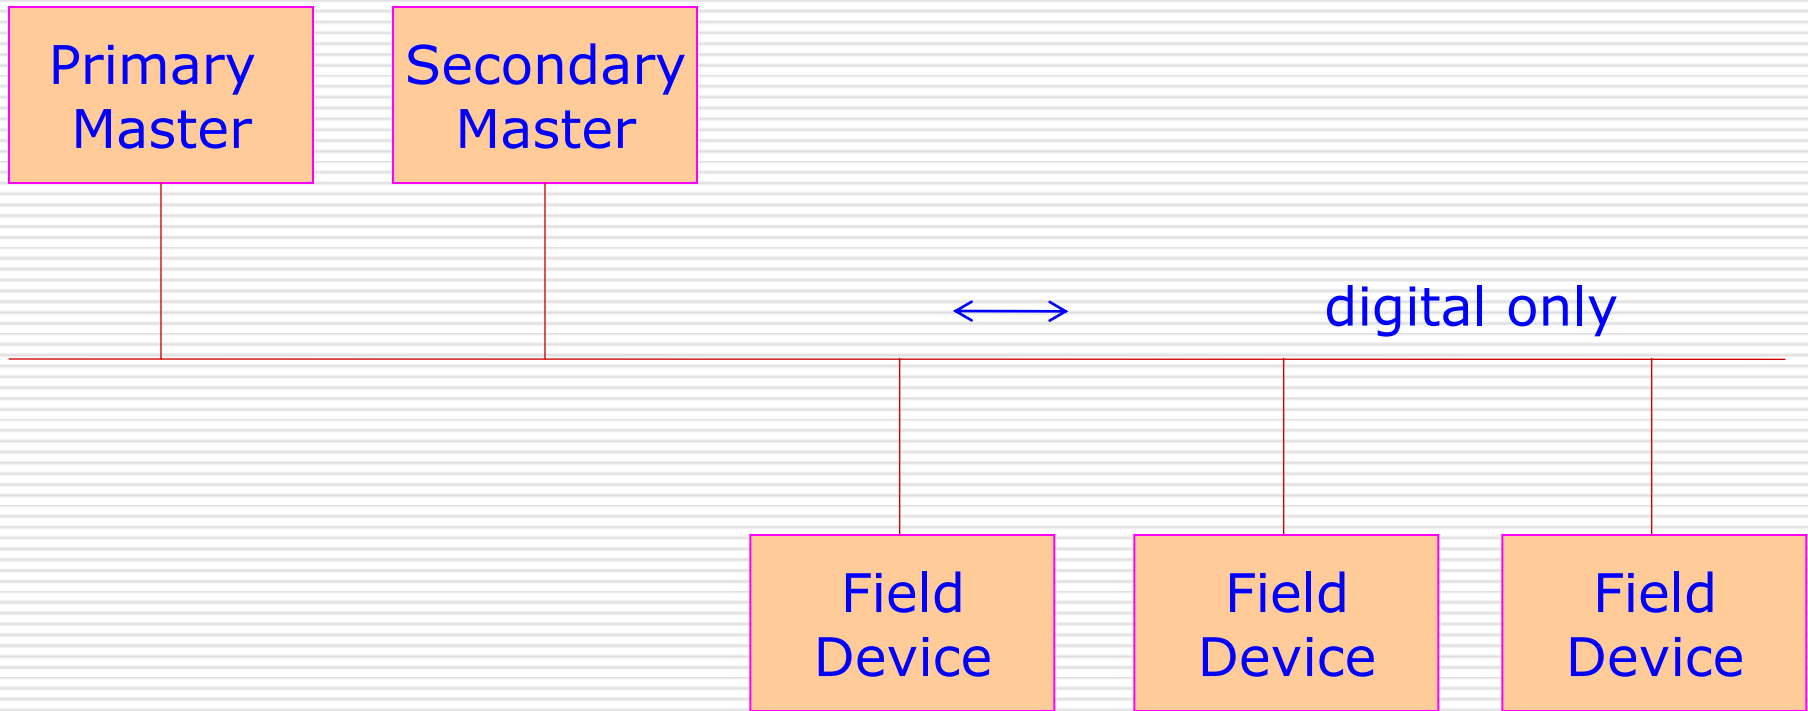 Primary
Master
Secondary
Master
digital only
Field
Device
Field
Device
Field
Device